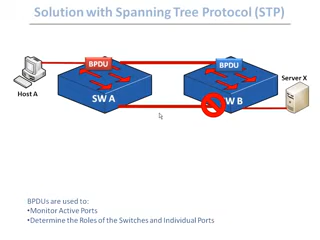 Solution with Spanning Tree Protocol (STP)
BPDU
BPDU
Server X
Host A
SW A
SW B
BPDUs are used to:
•Monitor Active Ports
•Determine the Roles of the Switches and Individual Ports